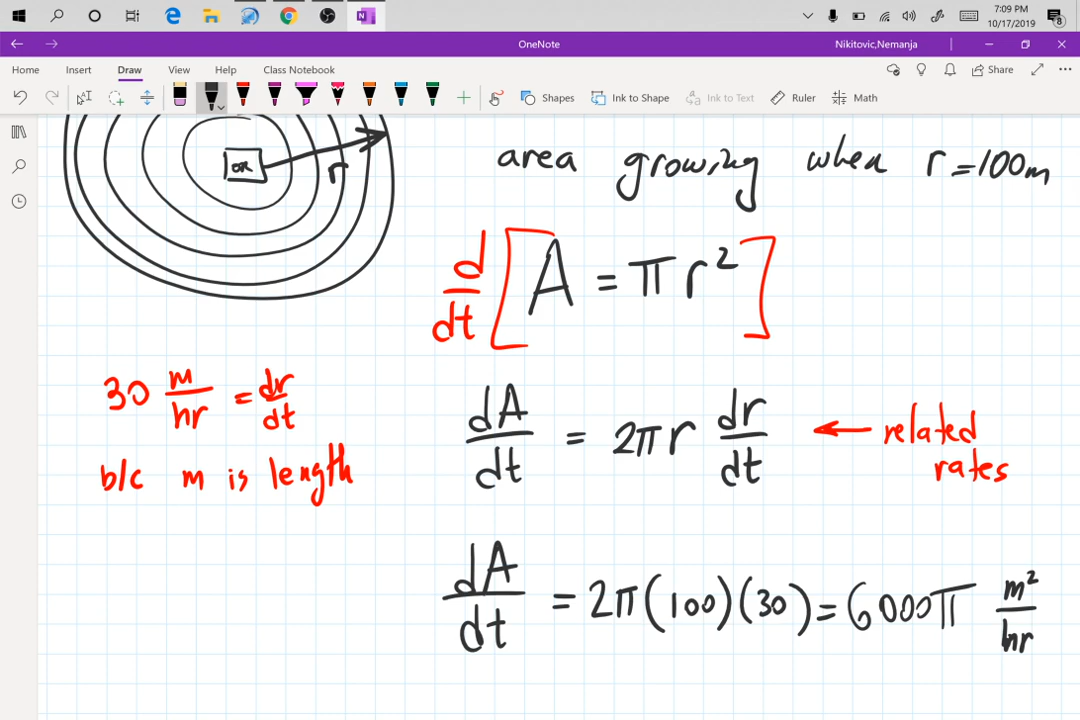 7:09 PM
10/17/2019
8
OneNote
Nikitovic,Nemanja
Home Insert Draw View Help Class Notebook
Share
Shapes
Ink to Shape
Ink to Text
Ruler
Math
r
area growing when r=100m
d/dt [A = πr²]
30 m/hr = dr/dt
b/c m is length
dA/dt = 2πr dr/dt ← related rates
dA/dt = 2π(100)(30)=6000π m²/hr